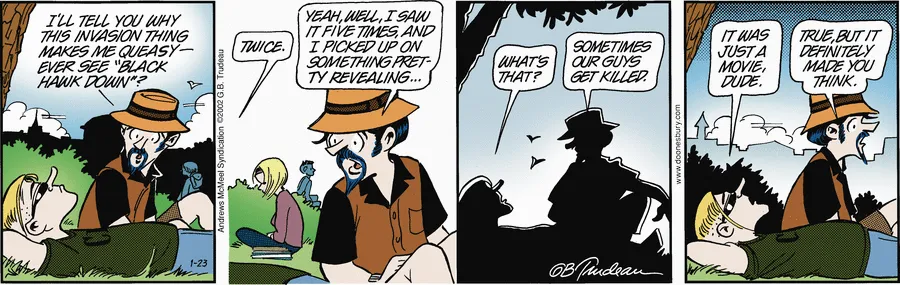 I'LL TELL YOU WHY
THIS INVASION THING
MAKES ME QUEASY—
EVER SEE "BLACK
HAWK DOWN"?
1-23
Andrews McMeel Syndication ©2002 G.B. Trudeau
TWICE.
YEAH, WELL, I SAW
IT FIVE TIMES, AND
I PICKED UP ON
SOMETHING PRET-
TY REVEALING...
WHAT'S
THAT?
SOMETIMES
OUR GUYS
GET KILLED.
GB Trudeau
www.doonesbury.com
IT WAS
JUST A
MOVIE,
DUDE.
TRUE, BUT IT
DEFINITELY
MADE YOU
THINK.